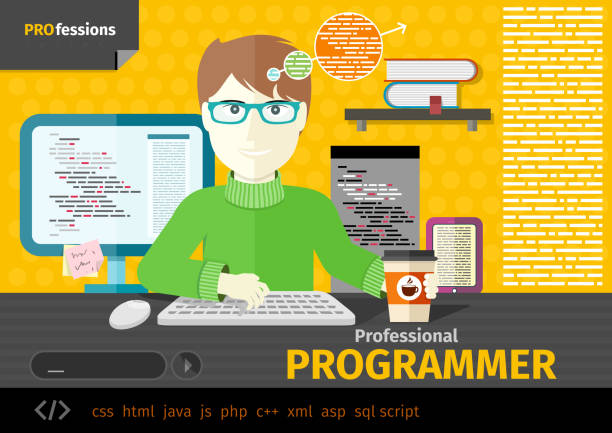 PROfessions
Professional
PROGRAMMER
</> css html java js php c++ xml asp sql script